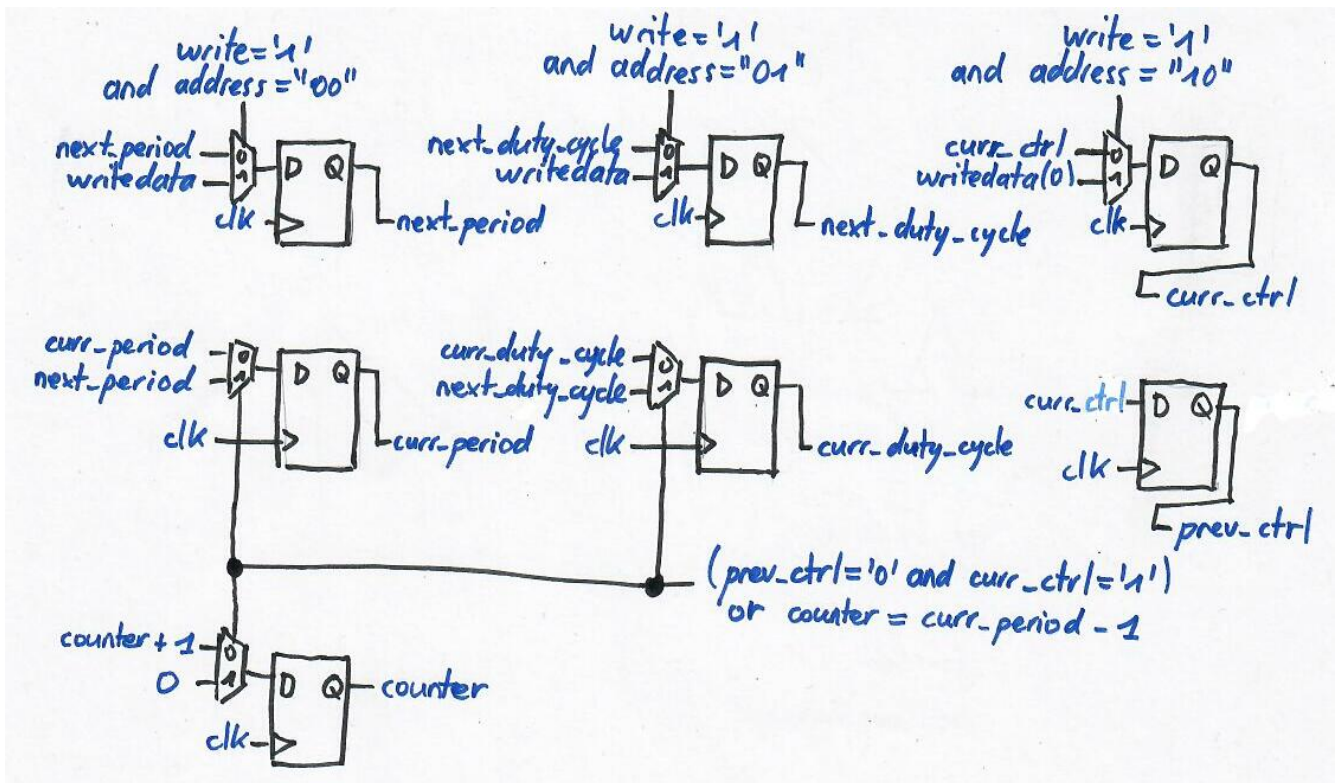 write='1'
and address="00"
next_period
writedata
0
1
D Q
clk
next_period
write='1'
and address="01"
next_duty_cycle
writedata
0
1
D Q
clk
next_duty_cycle
write='1'
and address="10"
curr_ctrl
writedata(0)
0
1
D Q
clk
curr_ctrl
curr_period
next_period
0
1
D Q
clk
curr_period
curr_duty_cycle
next_duty_cycle
0
1
D Q
clk
curr_duty_cycle
curr_ctrl
D Q
clk
prev_ctrl
(prev_ctrl='0' and curr_ctrl='1')
or counter = curr_period - 1
counter + 1
0
0
1
D Q
counter
clk